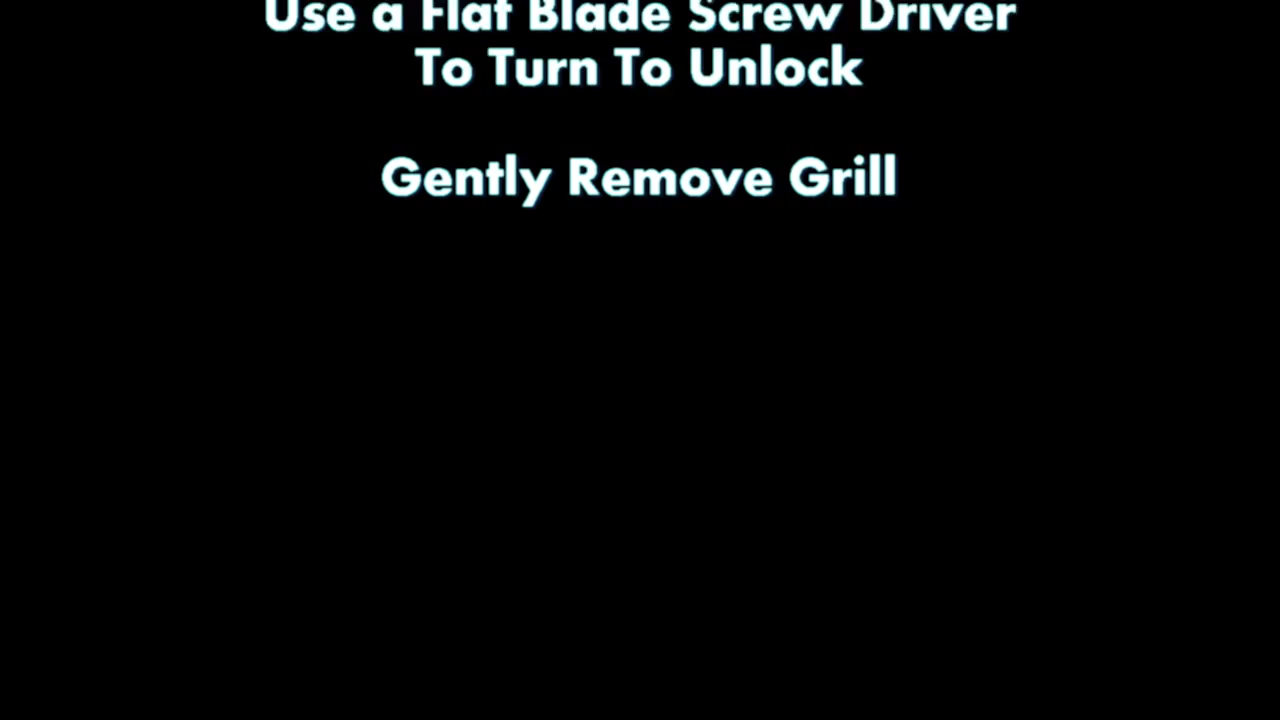 Use a Flat Blade Screw Driver
To Turn To Unlock
Gently Remove Grill